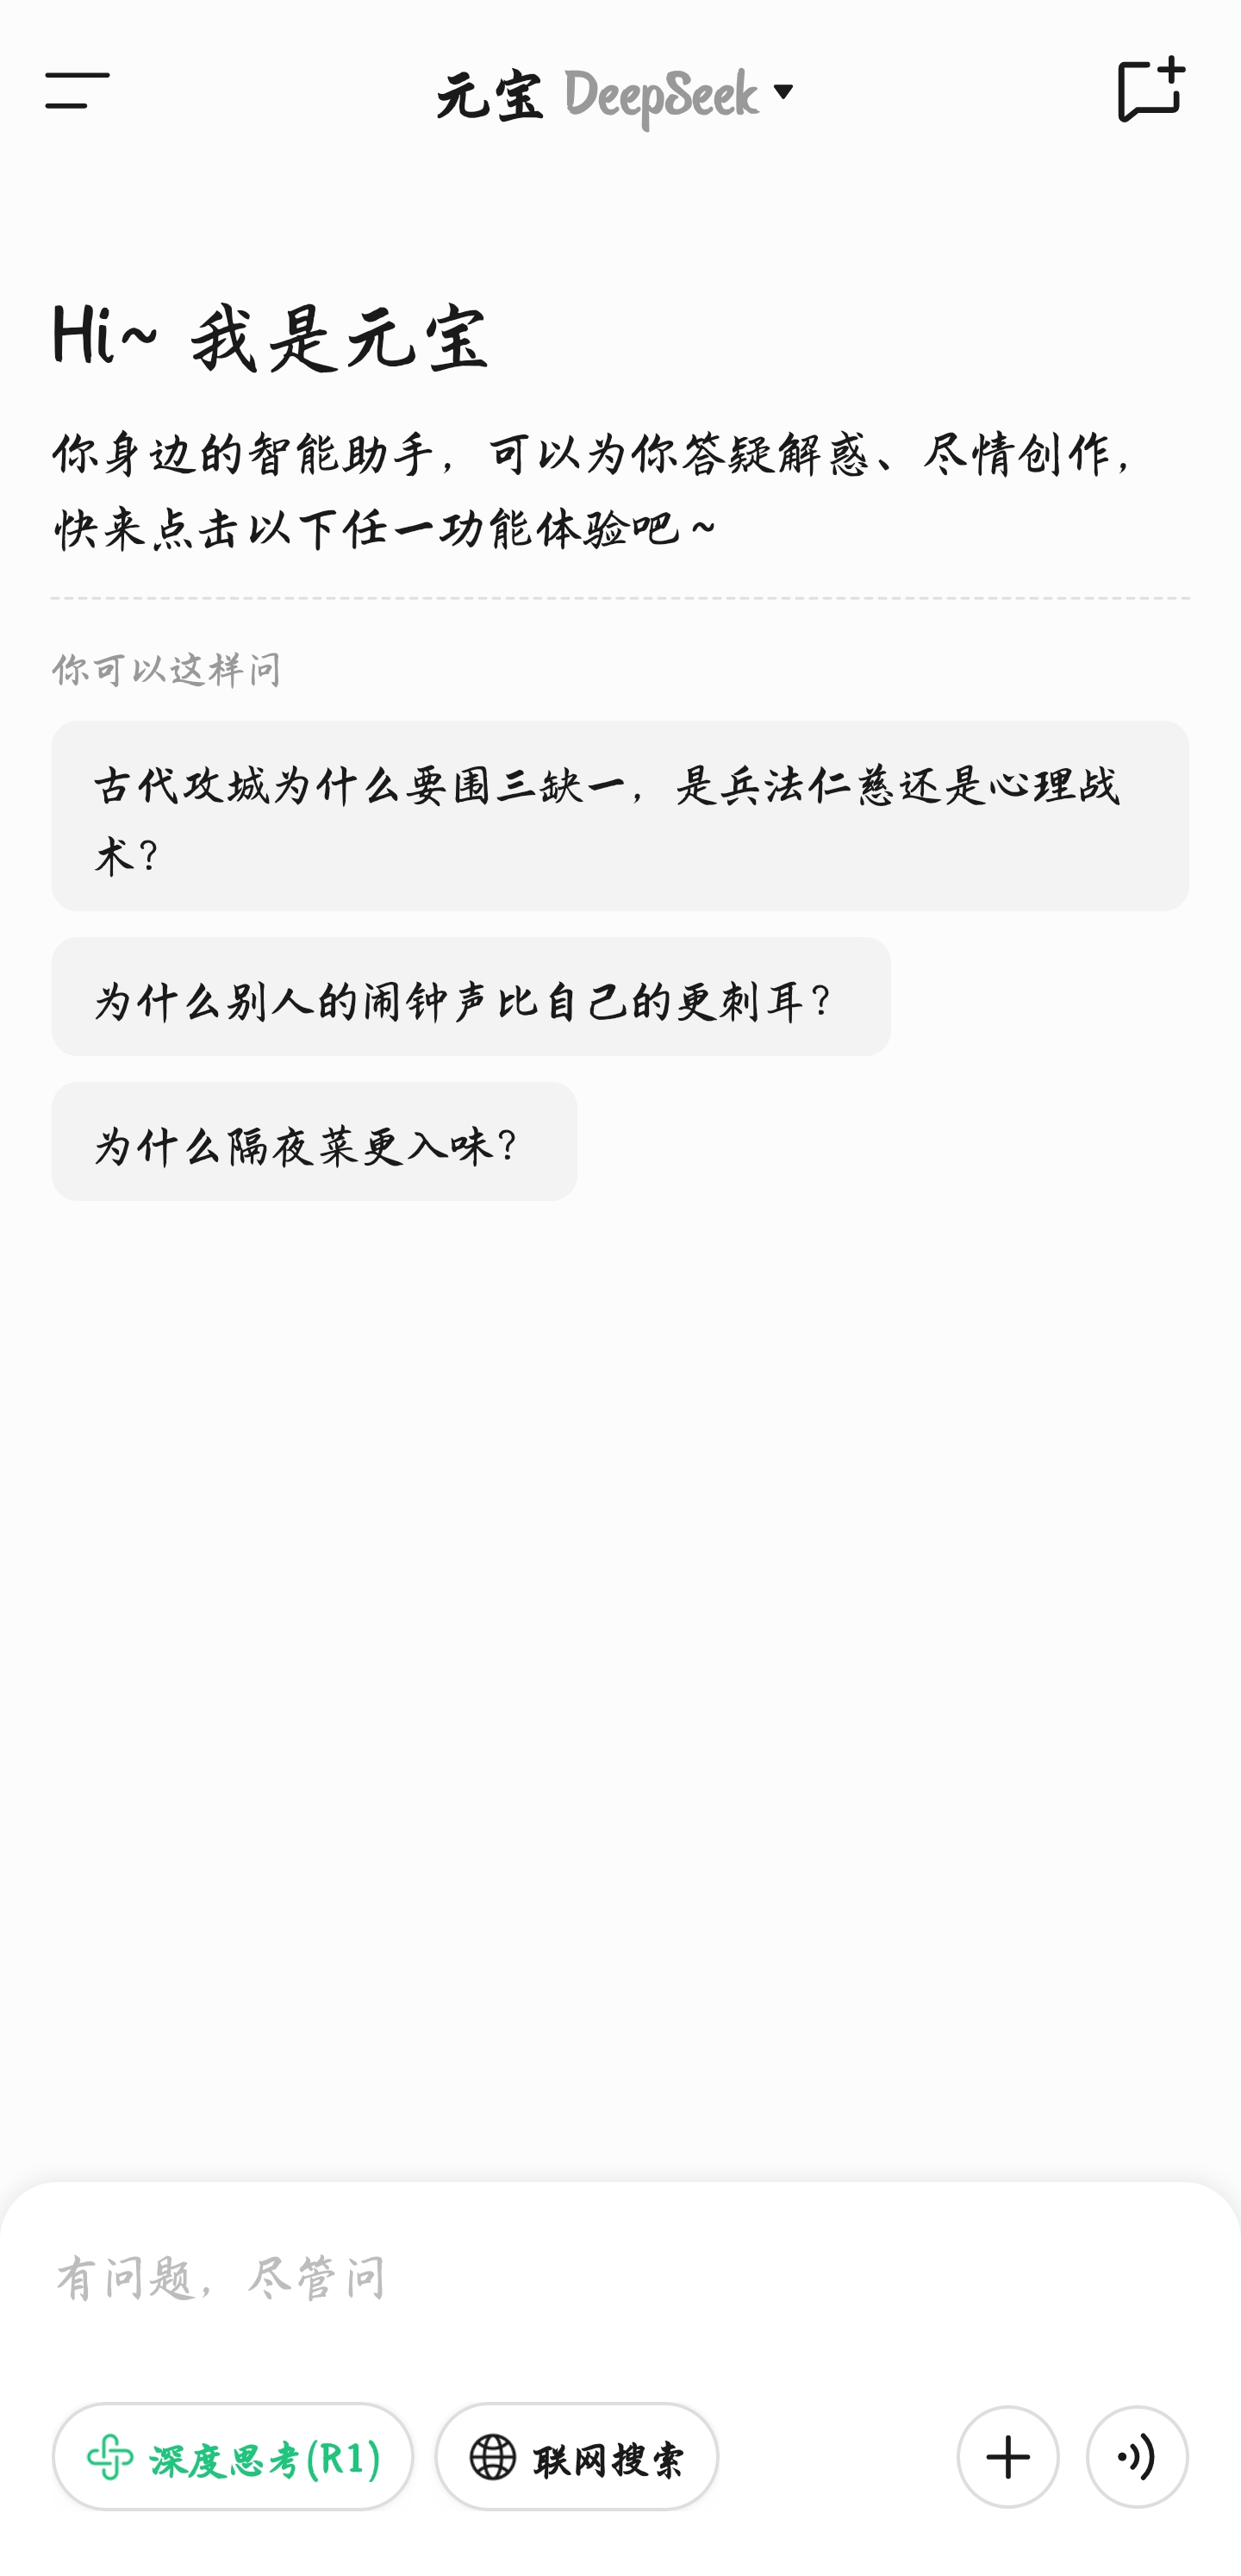 元宝 DeepSeek
Hi~ 我是元宝
你身边的智能助手，可以为你答疑解惑、尽情创作，
快来点击以下任一功能体验吧~
你可以这样问
古代攻城为什么要围三缺一，是兵法仁慈还是心理战
术？
为什么别人的闹钟声比自己的更刺耳？
为什么隔夜菜更入味？
有问题，尽管问
深度思考(R1) 联网搜索